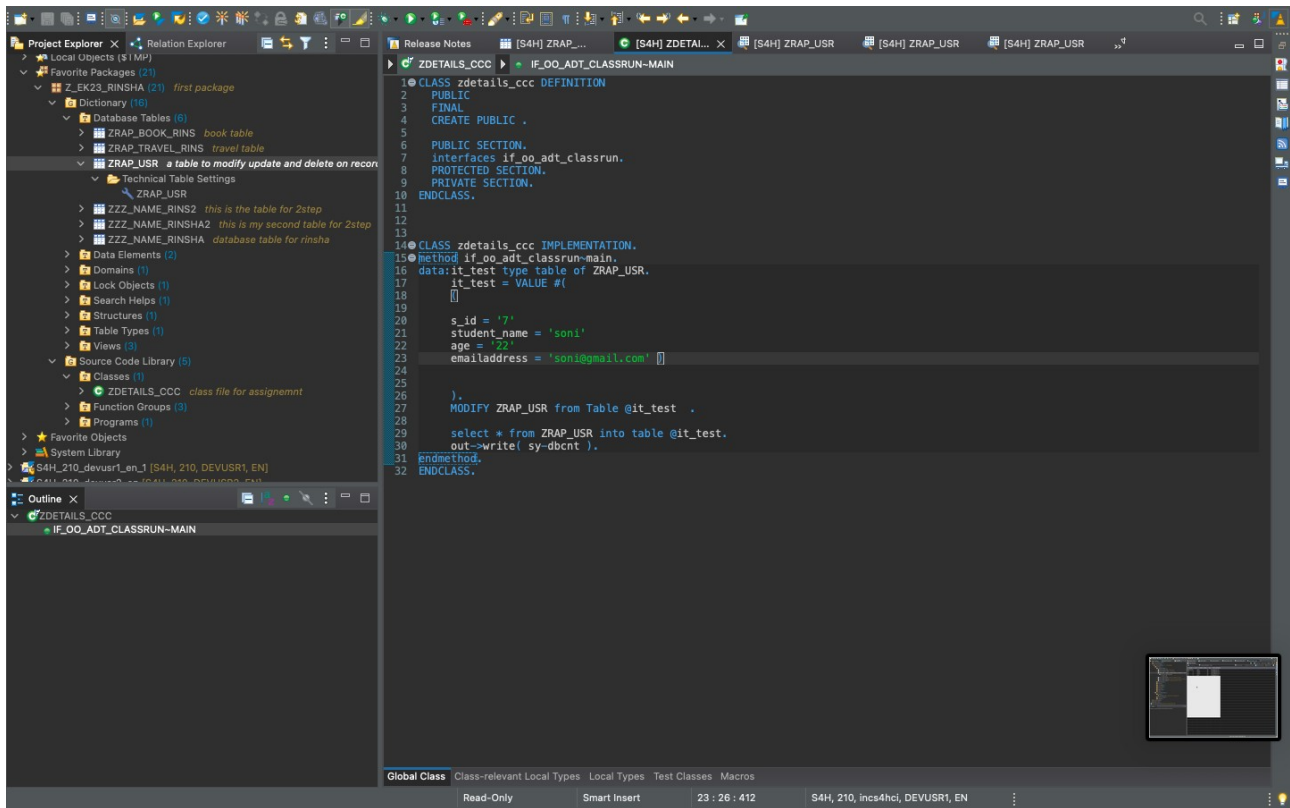 Project Explorer
Relation Explorer
Local Objects ($TMP)
Favorite Packages (21)
Z_EK23_RINSHA (21) first package
Dictionary (16)
Database Tables (6)
ZRAP_BOOK_RINS book table
ZRAP_TRAVEL_RINS travel table
ZRAP_USR a table to modify update and delete on recor
Technical Table Settings
ZRAP_USR
ZZZ_NAME_RINS2 this is the table for 2step
ZZZ_NAME_RINSHA2 this is my second table for 2step
ZZZ_NAME_RINSHA database table for rinsha
Data Elements (2)
Domains (1)
Lock Objects (1)
Search Helps (1)
Structures (1)
Table Types (1)
Views (3)
Source Code Library (5)
Classes (1)
ZDETAILS_CCC class file for assignemnt
Function Groups (3)
Programs (1)
Favorite Objects
System Library
S4H_210_devusr1_en_1 [S4H, 210, DEVUSR1, EN]
Outline
ZDETAILS_CCC
IF_OO_ADT_CLASSRUN~MAIN
Release Notes
[S4H] ZRAP_...
[S4H] ZDETAI...
[S4H] ZRAP_USR
[S4H] ZRAP_USR
[S4H] ZRAP_USR
ZDETAILS_CCC
IF_OO_ADT_CLASSRUN~MAIN
1 CLASS zdetails_ccc DEFINITION
2 PUBLIC
3 FINAL
4 CREATE PUBLIC .
5
6 PUBLIC SECTION.
7 interfaces if_oo_adt_classrun.
8 PROTECTED SECTION.
9 PRIVATE SECTION.
10 ENDCLASS.
11
12
13
14 CLASS zdetails_ccc IMPLEMENTATION.
15 method if_oo_adt_classrun~main.
16 data:it_test type table of ZRAP_USR.
17 it_test = VALUE #(
18 (
19
20 s_id = '7'
21 student_name = 'soni'
22 age = '22'
23 emailaddress = 'soni@gmail.com' )
24
25
26 ).
27 MODIFY ZRAP_USR from Table @it_test .
28
29 select * from ZRAP_USR into table @it_test.
30 out->write( sy-dbcnt ).
31 endmethod.
32 ENDCLASS.
Global Class Class-relevant Local Types Local Types Test Classes Macros
Read-Only
Smart Insert
23 : 26 : 412
S4H, 210, incs4hci, DEVUSR1, EN